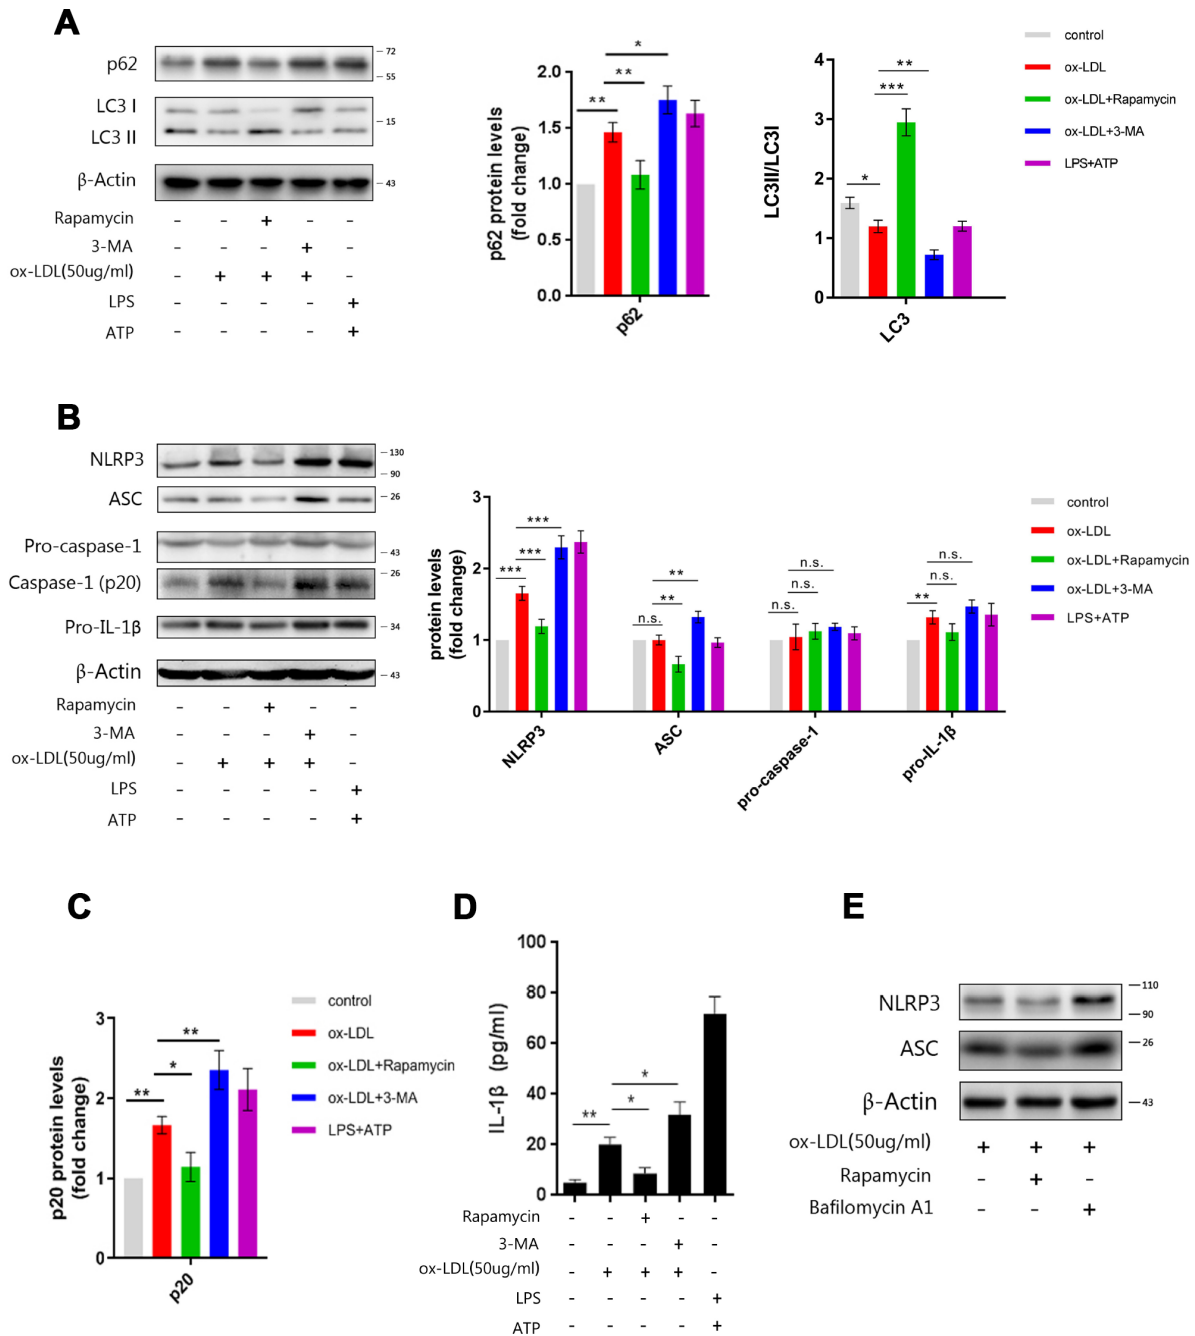 A
p62
LC3 I
LC3 II
β-Actin
72
55
15
43
Rapamycin - - + - -
3-MA - - - + -
ox-LDL(50ug/ml) - + + + -
LPS - - - - +
ATP - - - - +
p62 protein levels
(fold change)
2.0
1.5
1.0
0.5
0.0
** ** *
p62
LC3II/LC3I
4
3
2
1
0
* *** **
LC3
control
ox-LDL
ox-LDL+Rapamycin
ox-LDL+3-MA
LPS+ATP
B
NLRP3
ASC
Pro-caspase-1
Caspase-1 (p20)
Pro-IL-1β
β-Actin
130
90
26
43
26
34
43
Rapamycin - - + - -
3-MA - - - + -
ox-LDL(50ug/ml) - + + + -
LPS - - - - +
ATP - - - - +
protein levels
(fold change)
3
2
1
0
*** *** ***
n.s. ** **
n.s. n.s. n.s.
** n.s. n.s.
NLRP3
ASC
pro-caspase-1
pro-IL-1β
control
ox-LDL
ox-LDL+Rapamycin
ox-LDL+3-MA
LPS+ATP
C
p20 protein levels
(fold change)
3
2
1
0
** * **
p20
control
ox-LDL
ox-LDL+Rapamycin
ox-LDL+3-MA
LPS+ATP
D
IL-1β (pg/ml)
100
80
60
40
20
0
** * *
Rapamycin - - + - -
3-MA - - - + -
ox-LDL(50ug/ml) - + + + -
LPS - - - - +
ATP - - - - +
E
NLRP3
ASC
β-Actin
110
90
26
43
ox-LDL(50ug/ml) + + +
Rapamycin - + -
Bafilomycin A1 - - +